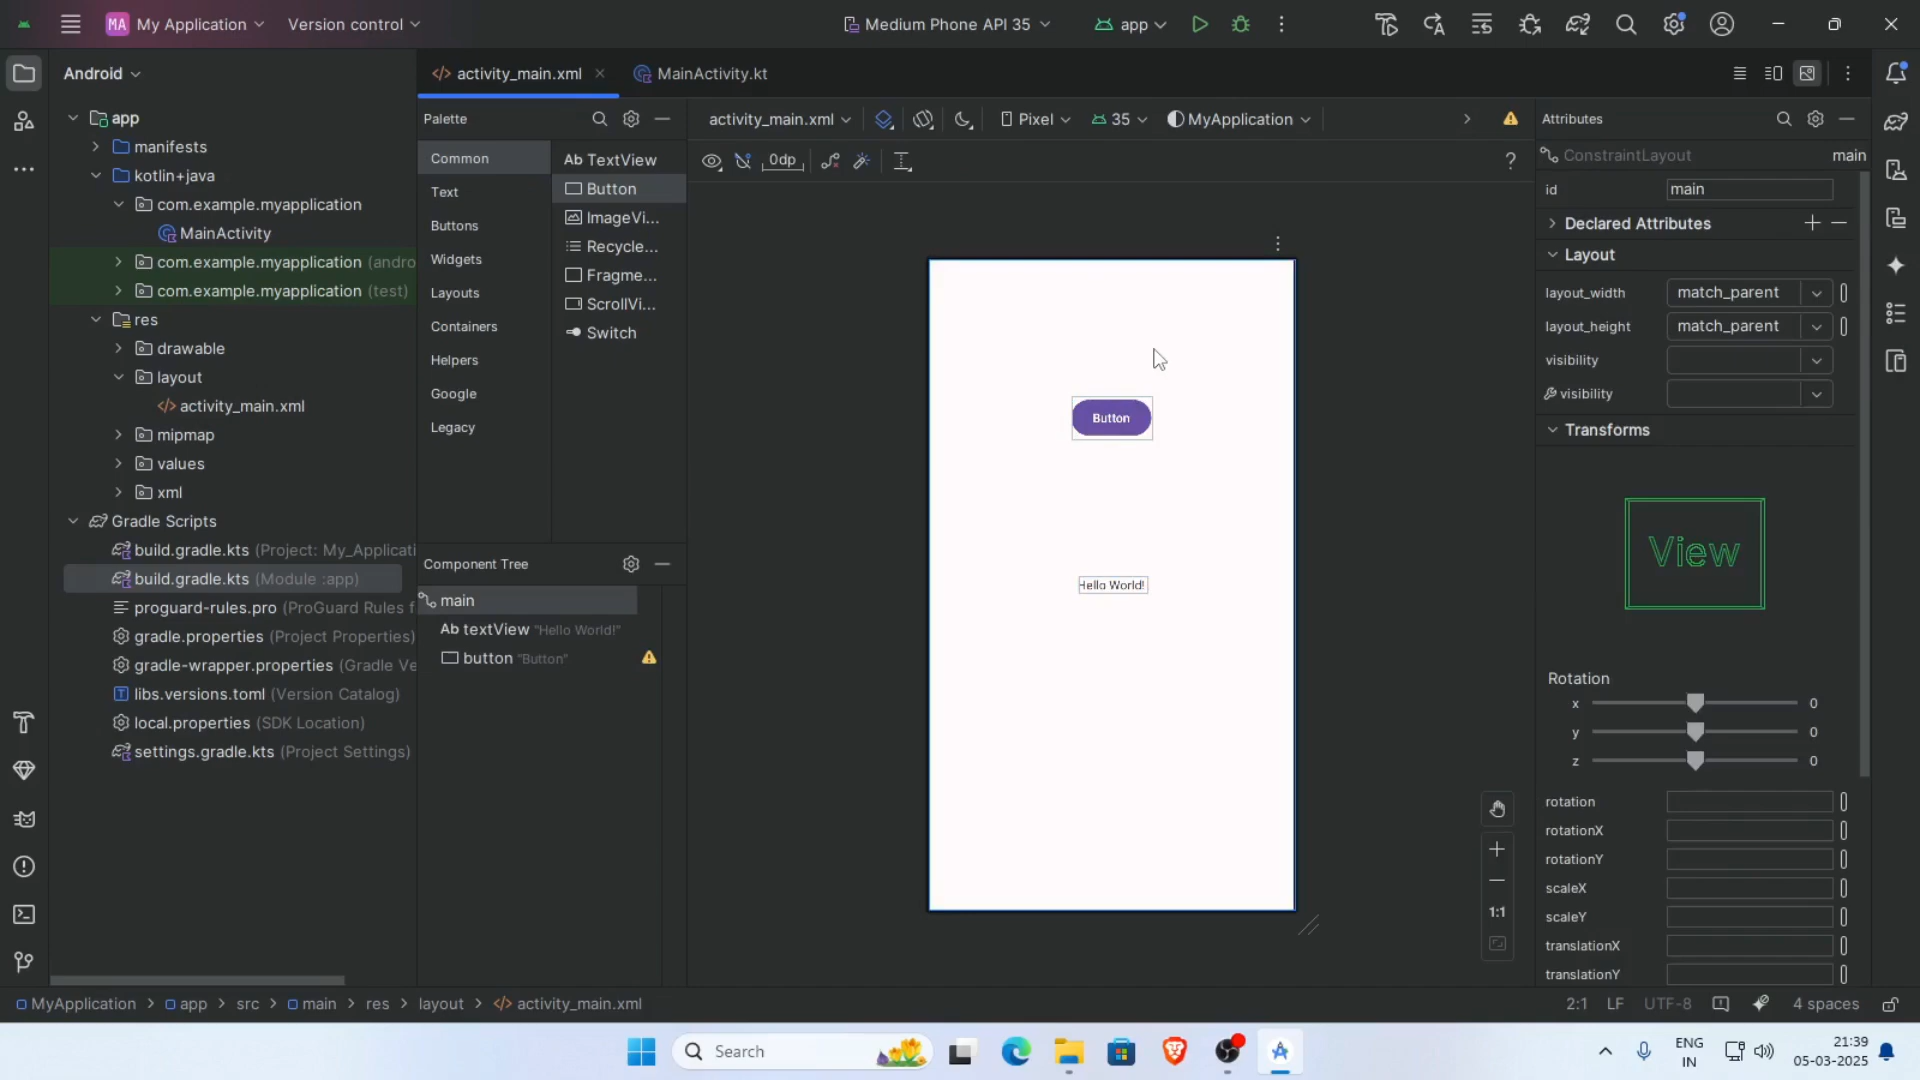 MA My Application
Version control
Medium Phone API 35
app
Android
activity_main.xml
MainActivity.kt
app
manifests
kotlin+java
com.example.myapplication
MainActivity
com.example.myapplication (andro
com.example.myapplication (test)
res
drawable
layout
activity_main.xml
mipmap
values
xml
Gradle Scripts
build.gradle.kts (Project: My_Applicati
build.gradle.kts (Module :app)
proguard-rules.pro (ProGuard Rules f
gradle.properties (Project Properties)
gradle-wrapper.properties (Gradle Ve
libs.versions.toml (Version Catalog)
local.properties (SDK Location)
settings.gradle.kts (Project Settings)
Palette
Common
Text
Buttons
Widgets
Layouts
Containers
Helpers
Google
Legacy
Ab TextView
Button
ImageVi...
Recycle...
Fragme...
ScrollVi...
Switch
Component Tree
main
Ab textView "Hello World!"
button "Button"
activity_main.xml
Pixel
35
MyApplication
0dp
?
Button
Hello World!
1:1
Attributes
ConstraintLayout main
id main
Declared Attributes
Layout
layout_width match_parent
layout_height match_parent
visibility
visibility
Transforms
View
Rotation
x 0
y 0
z 0
rotation
rotationX
rotationY
scaleX
scaleY
translationX
translationY
MyApplication > app > src > main > res > layout > activity_main.xml
2:1 LF UTF-8 4 spaces
Search
ENG
IN
21:39
05-03-2025